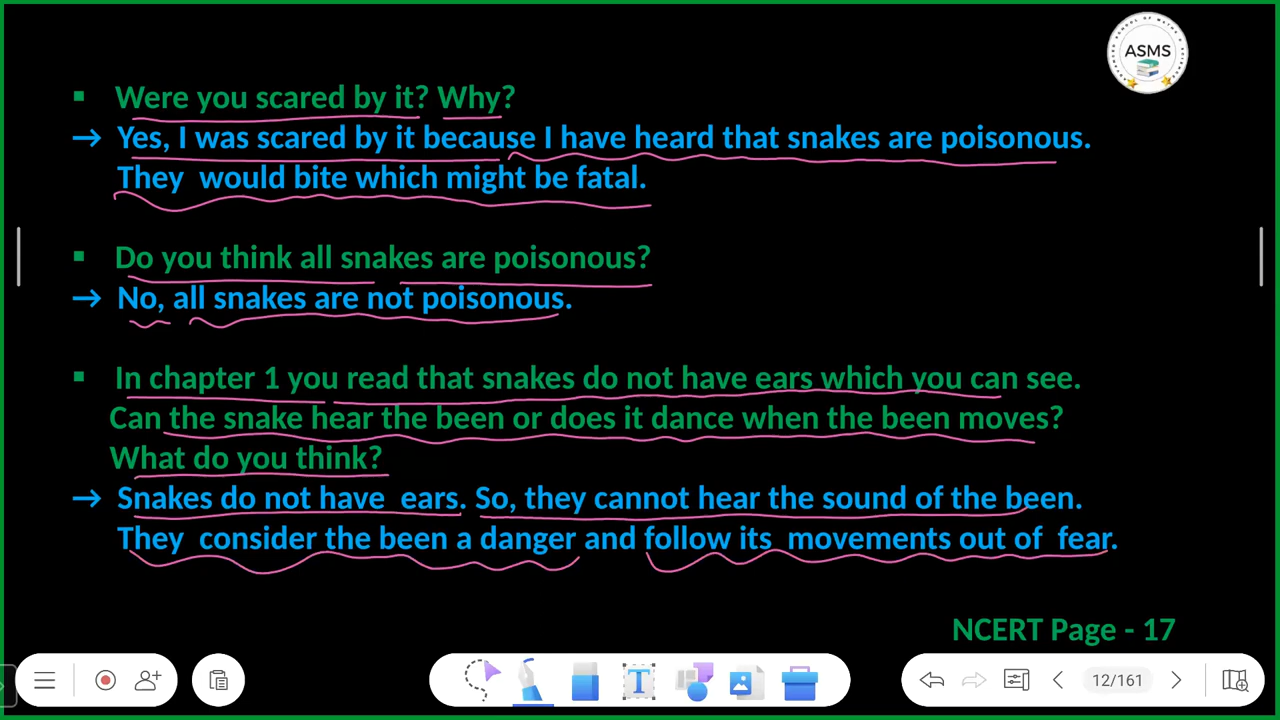 ASMS
▪ Were you scared by it? Why?
→ Yes, I was scared by it because I have heard that snakes are poisonous.
They would bite which might be fatal.
▪ Do you think all snakes are poisonous?
→ No, all snakes are not poisonous.
▪ In chapter 1 you read that snakes do not have ears which you can see.
Can the snake hear the been or does it dance when the been moves?
What do you think?
→ Snakes do not have ears. So, they cannot hear the sound of the been.
They consider the been a danger and follow its movements out of fear.
NCERT Page - 17
T
12/161